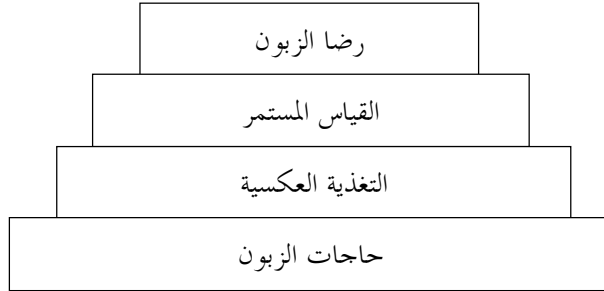 رضا الزبون
القياس المستمر
التغذية العكسية
حاجات الزبون